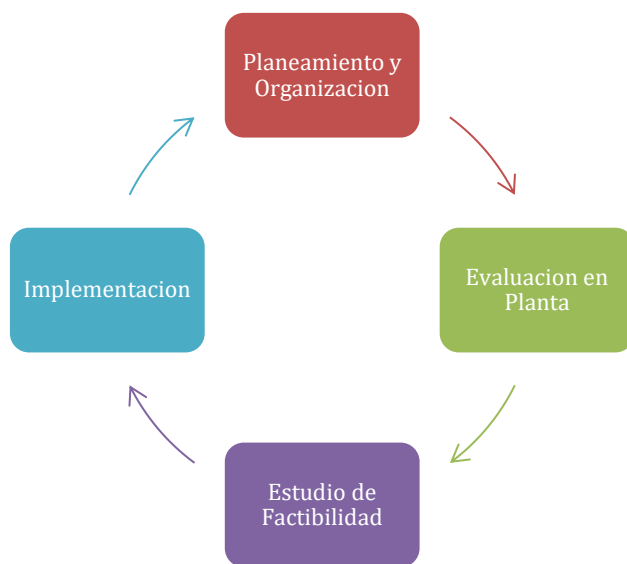 Planeamiento y
Organizacion
Evaluacion en
Planta
Estudio de
Factibilidad
Implementacion